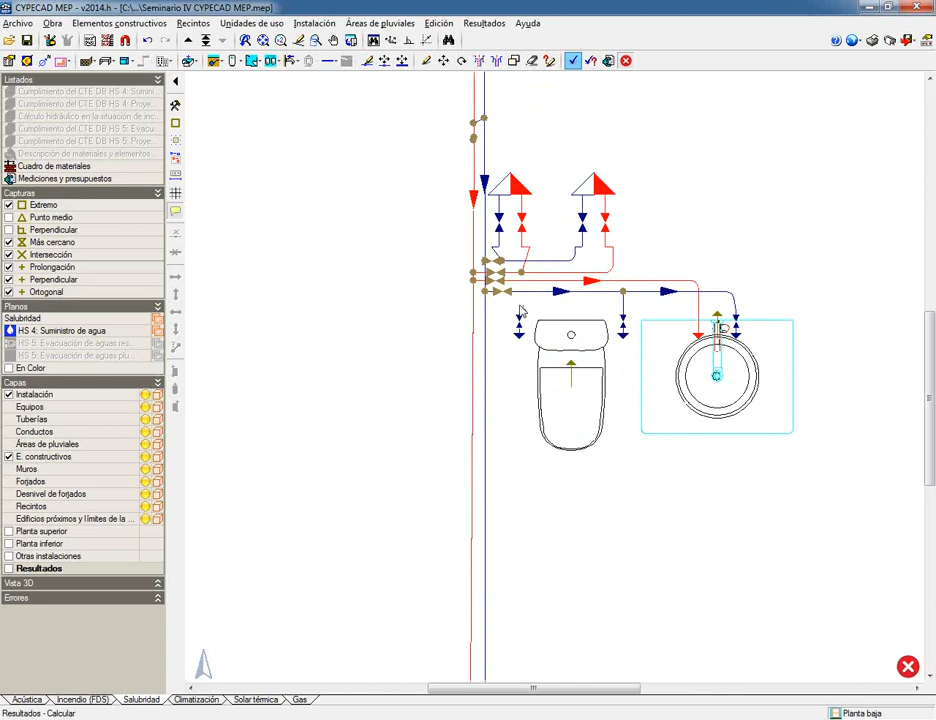 CYPECAD MEP - v2014.h - [C:\...\Seminario IV CYPECAD MEP.mep]
Archivo Obra Elementos constructivos Recintos Unidades de uso Instalación Áreas de pluviales Edición Resultados Ayuda
Listados
Cumplimiento del CTE DB HS 4: Sumini...
Cumplimiento del CTE DB HS 4: Proye...
Cálculo hidráulico en la situación de inc...
Cumplimiento del CTE DB HS 5: Evacu...
Cumplimiento del CTE DB HS 5: Proye...
Descripción de materiales y elementos ...
Cuadro de materiales
Mediciones y presupuestos
Capturas
Extremo
Punto medio
Perpendicular
Más cercano
Intersección
Prolongación
Perpendicular
Ortogonal
Planos
Salubridad
HS 4: Suministro de agua
HS 5: Evacuación de aguas res...
HS 5: Evacuación de aguas plu...
En Color
Capas
Instalación
Equipos
Tuberías
Conductos
Áreas de pluviales
E. constructivos
Muros
Forjados
Desnivel de forjados
Recintos
Edificios próximos y límites de la ...
Planta superior
Planta inferior
Otras instalaciones
Resultados
Vista 3D
Errores
Acústica Incendio (FDS) Salubridad Climatización Solar térmica Gas
Resultados - Calcular
Planta baja